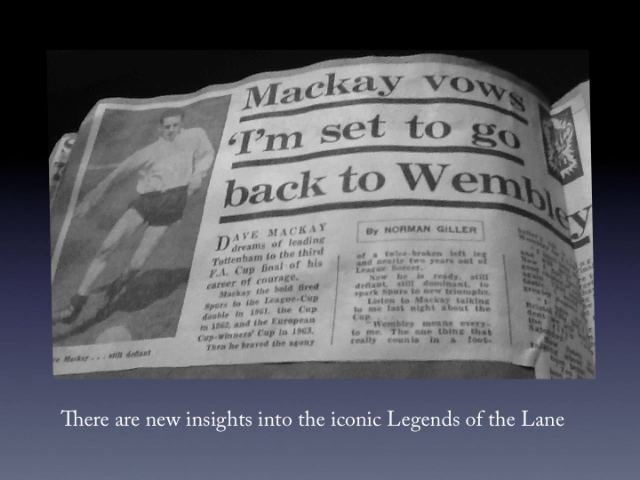 Mackay vows
'I'm set to go
back to Wembley
DAVE MACKAY
dreams of leading
Tottenham to the third
F.A. Cup final of his
career of courage.
Mackay the bold fired
Spurs to the League-Cup
double in 1961, the Cup
in 1962, and the European
Cup-winners' Cup in 1963.
Then he braved the agony
By NORMAN GILLER
of a twice-broken left leg
and nearly two years out of
League Soccer.
Now he is ready, still
defiant, still dominant, to
spark Spurs to new triumphs.
Listen to Mackay talking
to me last night about the
Cup
"Wembley means every-
to me. The one thing that
really counts in a foot-
Mackay . . . still defiant
There are new insights into the iconic Legends of the Lane